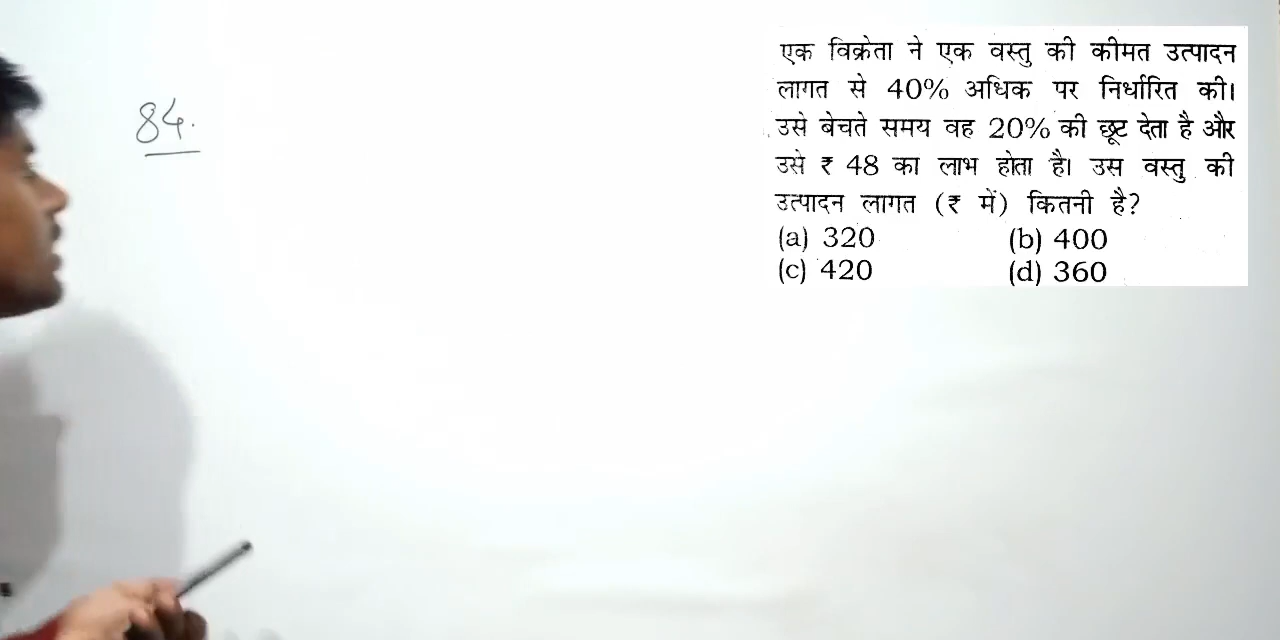 84.
एक विक्रेता ने एक वस्तु की कीमत उत्पादन
लागत से 40% अधिक पर निर्धारित की।
उसे बेचते समय वह 20% की छूट देता है और
उसे ₹ 48 का लाभ होता है। उस वस्तु की
उत्पादन लागत (₹ में) कितनी है?
(a) 320 (b) 400
(c) 420 (d) 360